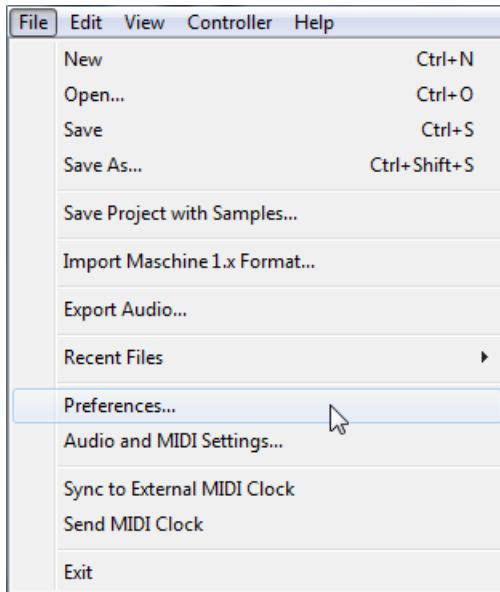 File Edit View Controller Help
New Ctrl+N
Open... Ctrl+O
Save Ctrl+S
Save As... Ctrl+Shift+S
Save Project with Samples...
Import Maschine 1.x Format...
Export Audio...
Recent Files
Preferences...
Audio and MIDI Settings...
Sync to External MIDI Clock
Send MIDI Clock
Exit